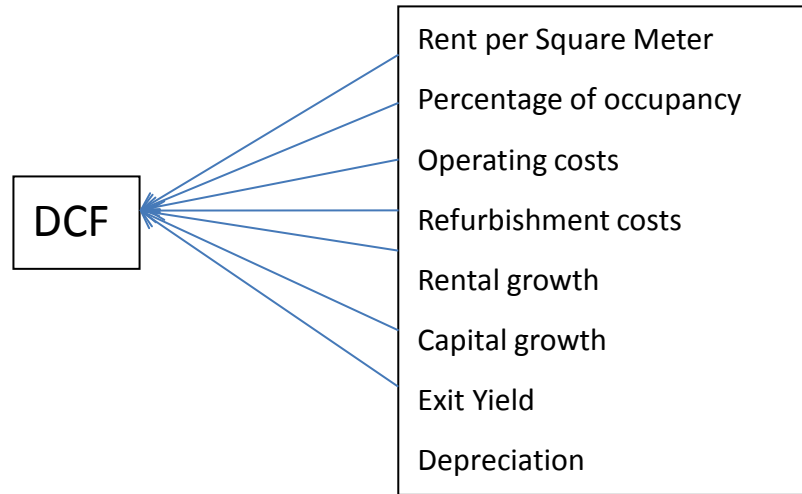 DCF
Rent per Square Meter
Percentage of occupancy
Operating costs
Refurbishment costs
Rental growth
Capital growth
Exit Yield
Depreciation